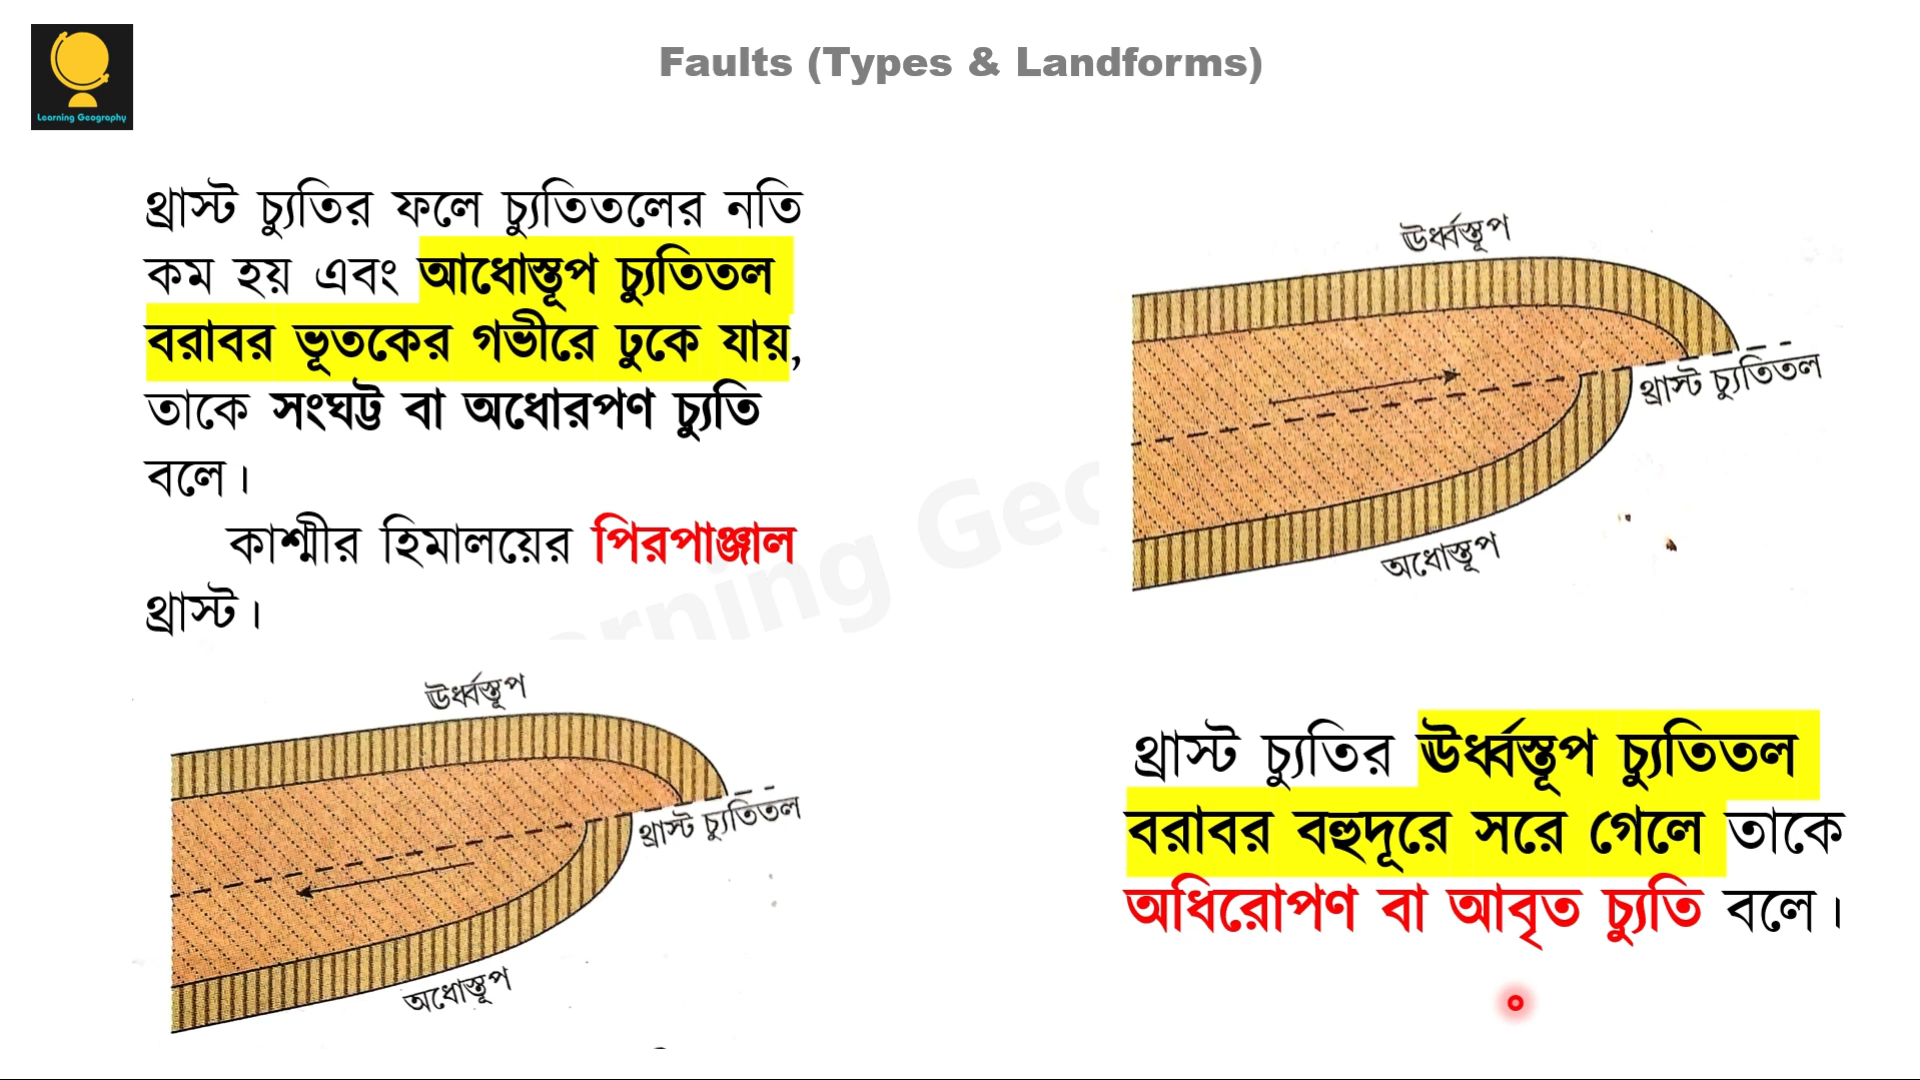 Learning Geography
Faults (Types & Landforms)
থ্রাস্ট চ্যুতির ফলে চ্যুতিতলের নতি
কম হয় এবং আধোস্তূপ চ্যুতিতল
বরাবর ভূতকের গভীরে ঢুকে যায়,
তাকে সংঘট্ট বা অধোরপণ চ্যুতি
বলে।
কাশ্মীর হিমালয়ের পিরপাঞ্জাল
থ্রাস্ট।
ঊর্ধ্বস্তূপ
থ্রাস্ট চ্যুতিতল
অধোস্তূপ
ঊর্ধ্বস্তূপ
থ্রাস্ট চ্যুতিতল
অধোস্তূপ
থ্রাস্ট চ্যুতির ঊর্ধ্বস্তূপ চ্যুতিতল
বরাবর বহুদূরে সরে গেলে তাকে
অধিরোপণ বা আবৃত চ্যুতি বলে।